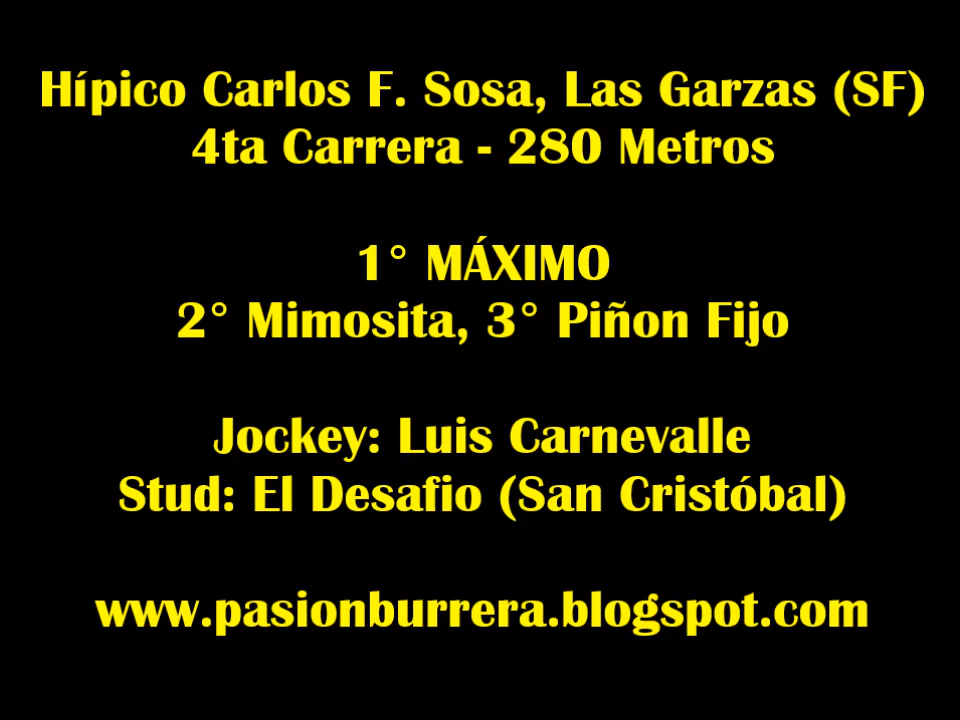 Hípico Carlos F. Sosa, Las Garzas (SF)
4ta Carrera - 280 Metros
1° MÁXIMO
2° Mimosita, 3° Piñon Fijo
Jockey: Luis Carnevalle
Stud: El Desafio (San Cristóbal)
www.pasionburrera.blogspot.com